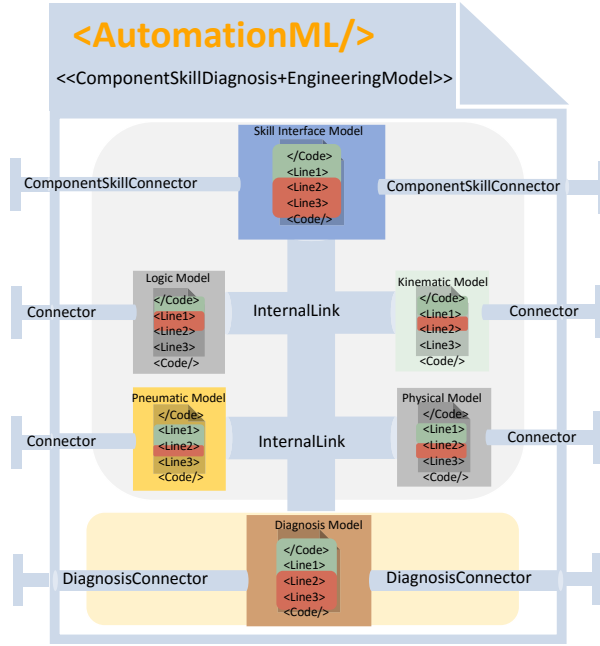 <AutomationML/>
<<ComponentSkillDiagnosis+EngineeringModel>>
Skill Interface Model
</Code>
<Line1>
<Line2>
<Line3>
<Code/>
ComponentSkillConnector
ComponentSkillConnector
Logic Model
</Code>
<Line1>
<Line2>
<Line3>
<Code/>
Connector
InternalLink
Kinematic Model
</Code>
<Line1>
<Line2>
<Line3>
<Code/>
Connector
Pneumatic Model
</Code>
<Line1>
<Line2>
<Line3>
<Code/>
Connector
InternalLink
Physical Model
</Code>
<Line1>
<Line2>
<Line3>
<Code/>
Connector
Diagnosis Model
</Code>
<Line1>
<Line2>
<Line3>
<Code/>
DiagnosisConnector
DiagnosisConnector